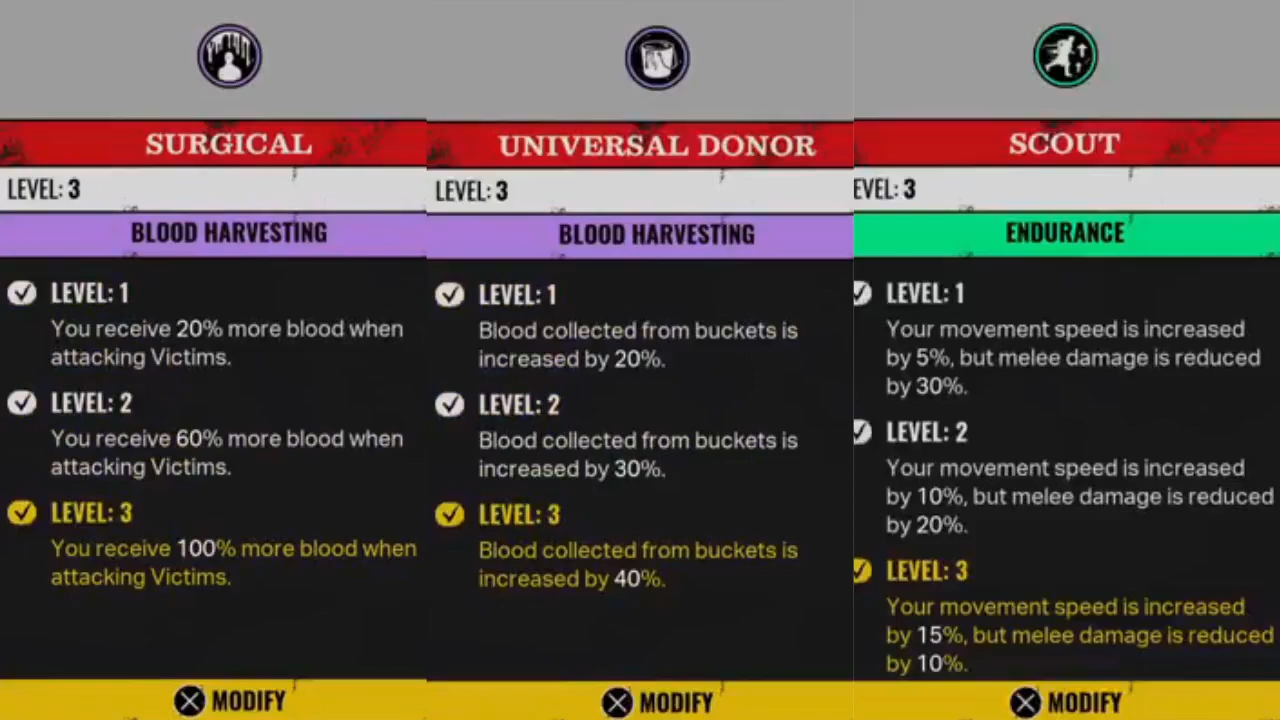 SURGICAL
LEVEL: 3
BLOOD HARVESTING
LEVEL: 1
You receive 20% more blood when
attacking Victims.
LEVEL: 2
You receive 60% more blood when
attacking Victims.
LEVEL: 3
You receive 100% more blood when
attacking Victims.
MODIFY
UNIVERSAL DONOR
LEVEL: 3
BLOOD HARVESTING
LEVEL: 1
Blood collected from buckets is
increased by 20%.
LEVEL: 2
Blood collected from buckets is
increased by 30%.
LEVEL: 3
Blood collected from buckets is
increased by 40%.
MODIFY
SCOUT
EVEL: 3
ENDURANCE
LEVEL: 1
Your movement speed is increased
by 5%, but melee damage is reduced
by 30%.
LEVEL: 2
Your movement speed is increased
by 10%, but melee damage is reduced
by 20%.
LEVEL: 3
Your movement speed is increased
by 15%, but melee damage is reduced
by 10%.
MODIFY